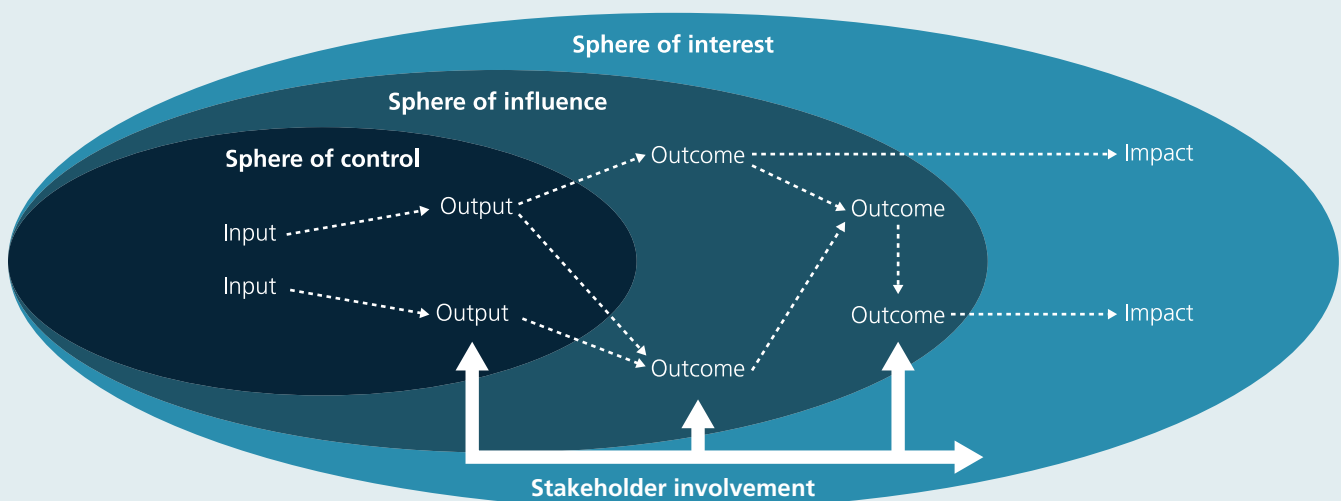 Sphere of interest
Sphere of influence
Sphere of control
Outcome
Impact
Output
Outcome
Input
Input
Output
Outcome
Impact
Outcome
Stakeholder involvement